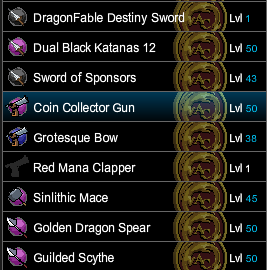 DragonFable Destiny Sword Lvl 1
Dual Black Katanas 12 Lvl 50
Sword of Sponsors Lvl 43
Coin Collector Gun Lvl 50
Grotesque Bow Lvl 38
Red Mana Clapper Lvl 1
Sinlithic Mace Lvl 45
Golden Dragon Spear Lvl 50
Guilded Scythe Lvl 50